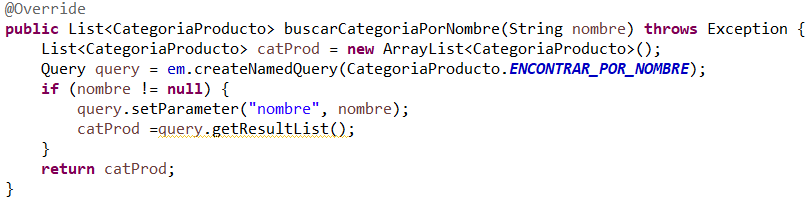 @Override
public List<CategoriaProducto> buscarCategoriaPorNombre(String nombre) throws Exception {
    List<CategoriaProducto> catProd = new ArrayList<CategoriaProducto>();
    Query query = em.createNamedQuery(CategoriaProducto.ENCONTRAR_POR_NOMBRE);
    if (nombre != null) {
        query.setParameter("nombre", nombre);
        catProd =query.getResultList();
    }
    return catProd;
}